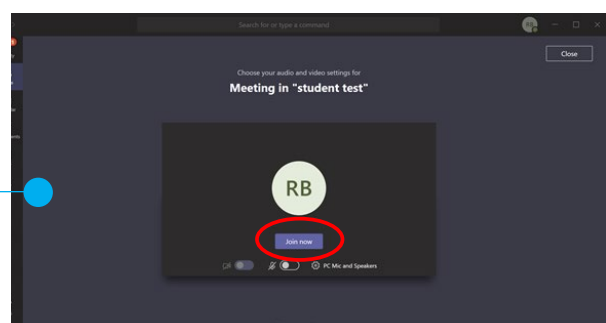 Search for or type a command
RB
Close
Choose your audio and video settings for
Meeting in "student test"
RB
Join now
PC Mic and Speakers